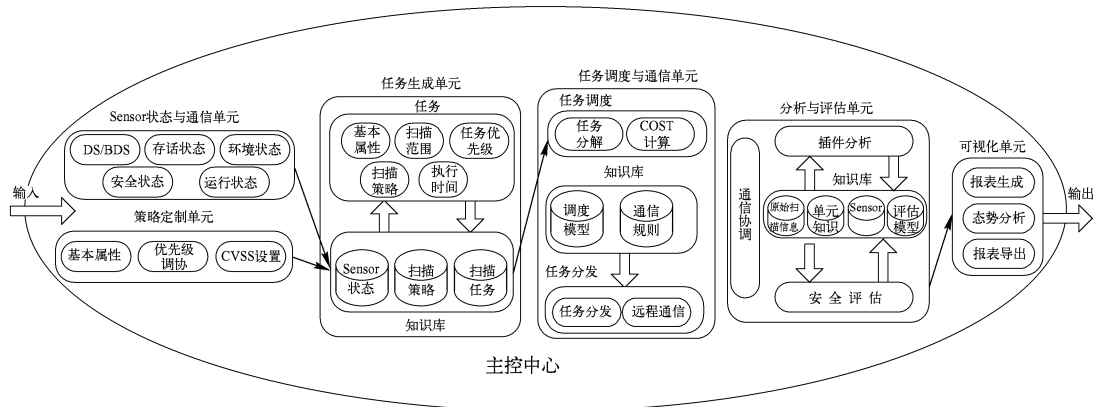 输入
Sensor状态与通信单元
DS/BDS
存话状态
环境状态
安全状态
运行状态
策略定制单元
基本属性
优先级
调协
CVSS设置
任务生成单元
任务
基本
属性
扫描
范围
任务优
先级
扫描
策略
执行
时间
Sensor
状态
扫描
策略
扫描
任务
知识库
任务调度与通信单元
任务调度
任务
分解
COST
计算
知识库
调度
模型
通信
规则
任务分发
任务分发
远程通信
分析与评估单元
通信协调
插件分析
知识库
原始扫
描信息
单元
知识
Sensor
评估
模型
安全评估
可视化单元
报表生成
态势分析
报表导出
输出
主控中心